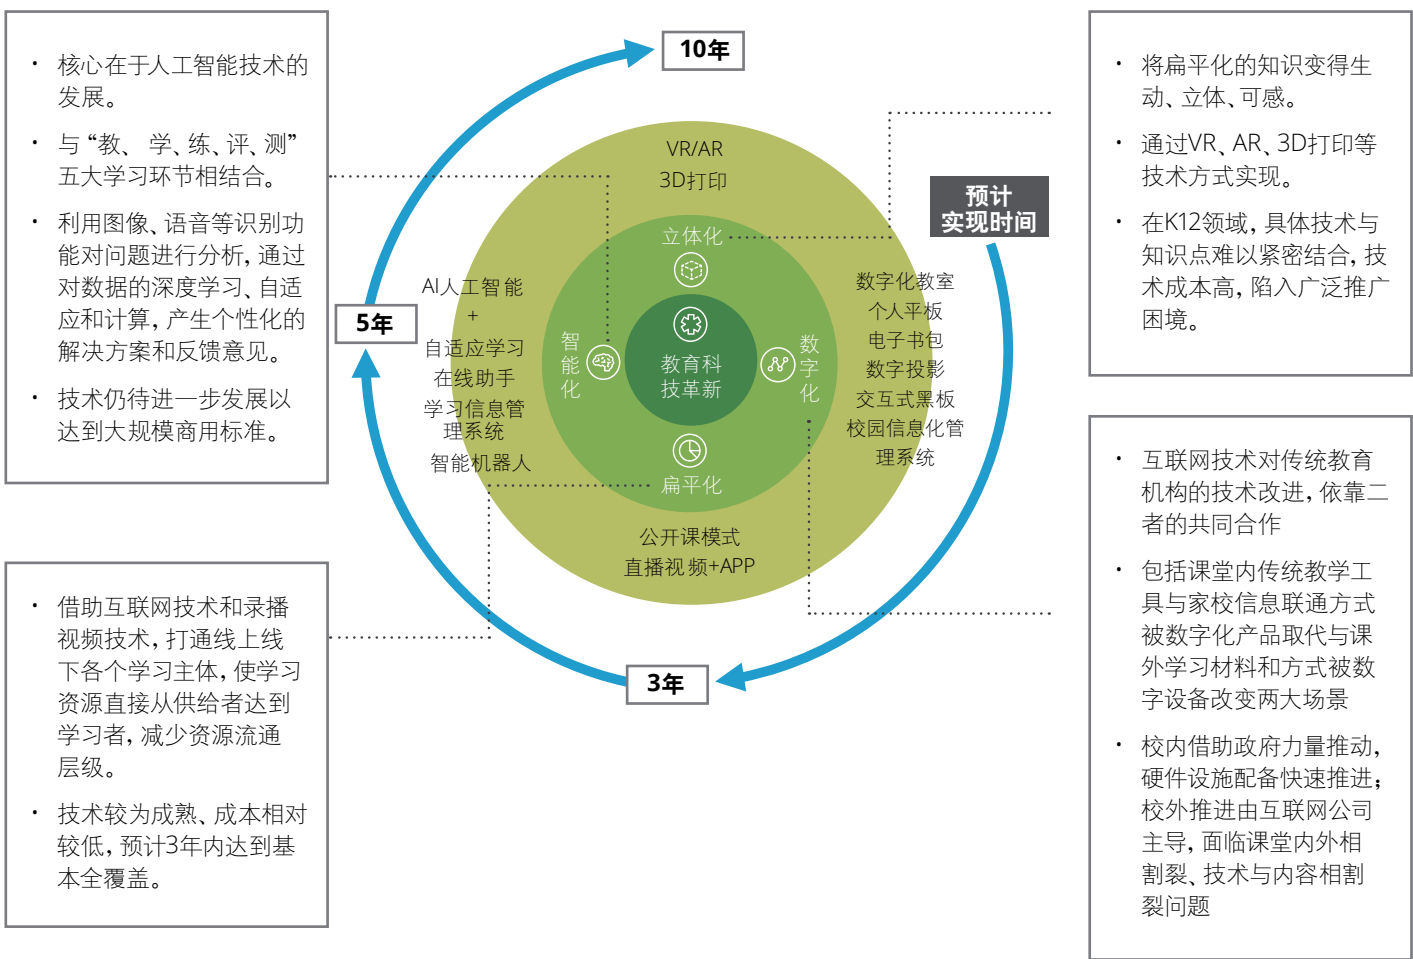 · 核心在于人工智能技术的
发展。
· 与“教、 学、练、评、测”
五大学习环节相结合。
· 利用图像、语音等识别功
能对问题进行分析, 通过
对数据的深度学习、自适
应和计算, 产生个性化的
解决方案和反馈意见。
· 技术仍待进一步发展以
达到大规模商用标准。
· 借助互联网技术和录播
视频技术, 打通线上线
下各个学习主体, 使学习
资源直接从供给者达到
学习者, 减少资源流通
层级。
· 技术较为成熟、成本相对
较低, 预计3年内达到基
本全覆盖。
10年
5年
3年
预计
实现时间
VR/AR
3D打印
立体化
AI人工智能
+
自适应学习
在线助手
学习信息管
理系统
智能机器人
智
能
化
教育科
技革新
数
字
化
数字化教室
个人平板
电子书包
数字投影
交互式黑板
校园信息化管
理系统
扁平化
公开课模式
直播视频+APP
· 将扁平化的知识变得生
动、立体、可感。
· 通过VR、AR、3D打印等
技术方式实现。
· 在K12领域, 具体技术与
知识点难以紧密结合, 技
术成本高, 陷入广泛推广
困境。
· 互联网技术对传统教育
机构的技术改进, 依靠二
者的共同合作
· 包括课堂内传统教学工
具与家校信息联通方式
被数字化产品取代与课
外学习材料和方式被数
字设备改变两大场景
· 校内借助政府力量推动,
硬件设施配备快速推进;
校外推进由互联网公司
主导, 面临课堂内外相
割裂、技术与内容相割
裂问题